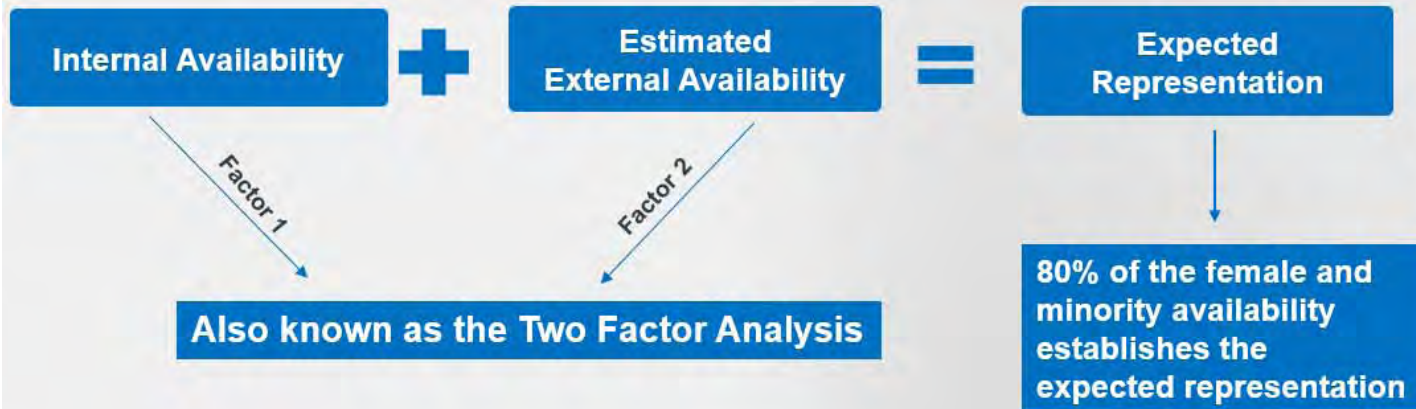 Internal Availability
Estimated
External Availability
Expected
Representation
Factor 1
Factor 2
Also known as the Two Factor Analysis
80% of the female and
minority availability
establishes the
expected representation